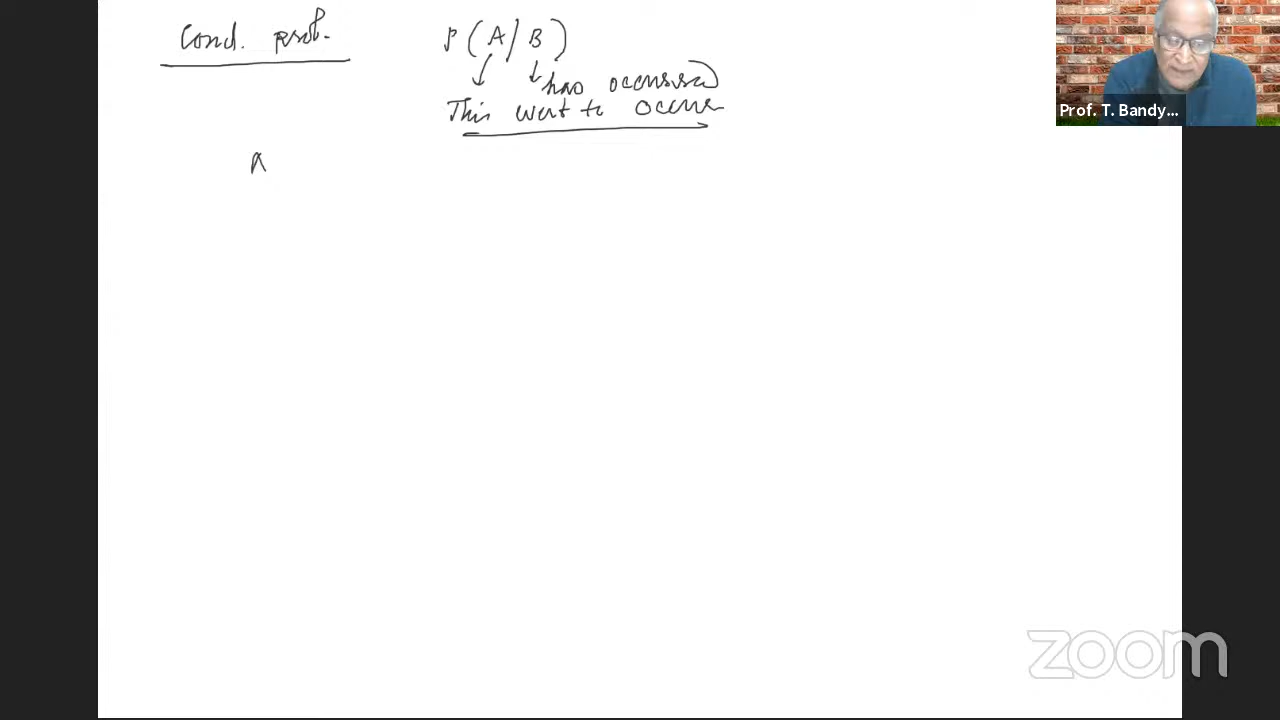 Cond. prob. P(A/B)
↓ ↓ has occurred
This went to occur
A
Prof. T. Bandy...
zoom